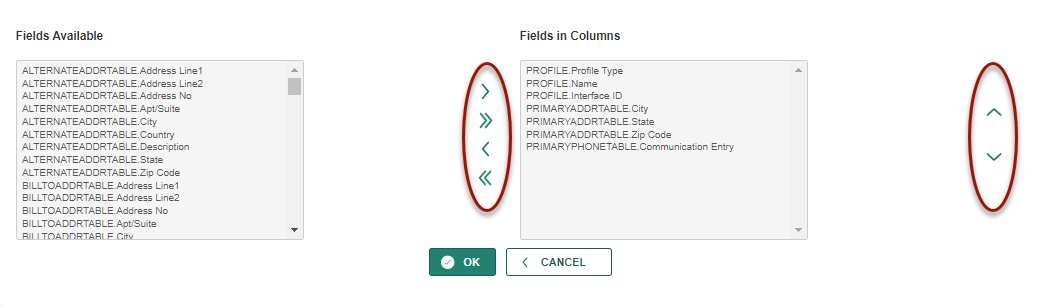 Fields Available
Fields in Columns
ALTERNATEADDRTABLE.Address Line1
ALTERNATEADDRTABLE.Address Line2
ALTERNATEADDRTABLE.Address No
ALTERNATEADDRTABLE.Apt/Suite
ALTERNATEADDRTABLE.City
ALTERNATEADDRTABLE.Country
ALTERNATEADDRTABLE.Description
ALTERNATEADDRTABLE.State
ALTERNATEADDRTABLE.Zip Code
BILLTOADDRTABLE.Address Line1
BILLTOADDRTABLE.Address Line2
BILLTOADDRTABLE.Address No
BILLTOADDRTABLE.Apt/Suite
BILLTOADDRTABLE.City
PROFILE.Profile Type
PROFILE.Name
PROFILE.Interface ID
PRIMARYADDRTABLE.City
PRIMARYADDRTABLE.State
PRIMARYADDRTABLE.Zip Code
PRIMARYPHONETABLE.Communication Entry
OK
CANCEL